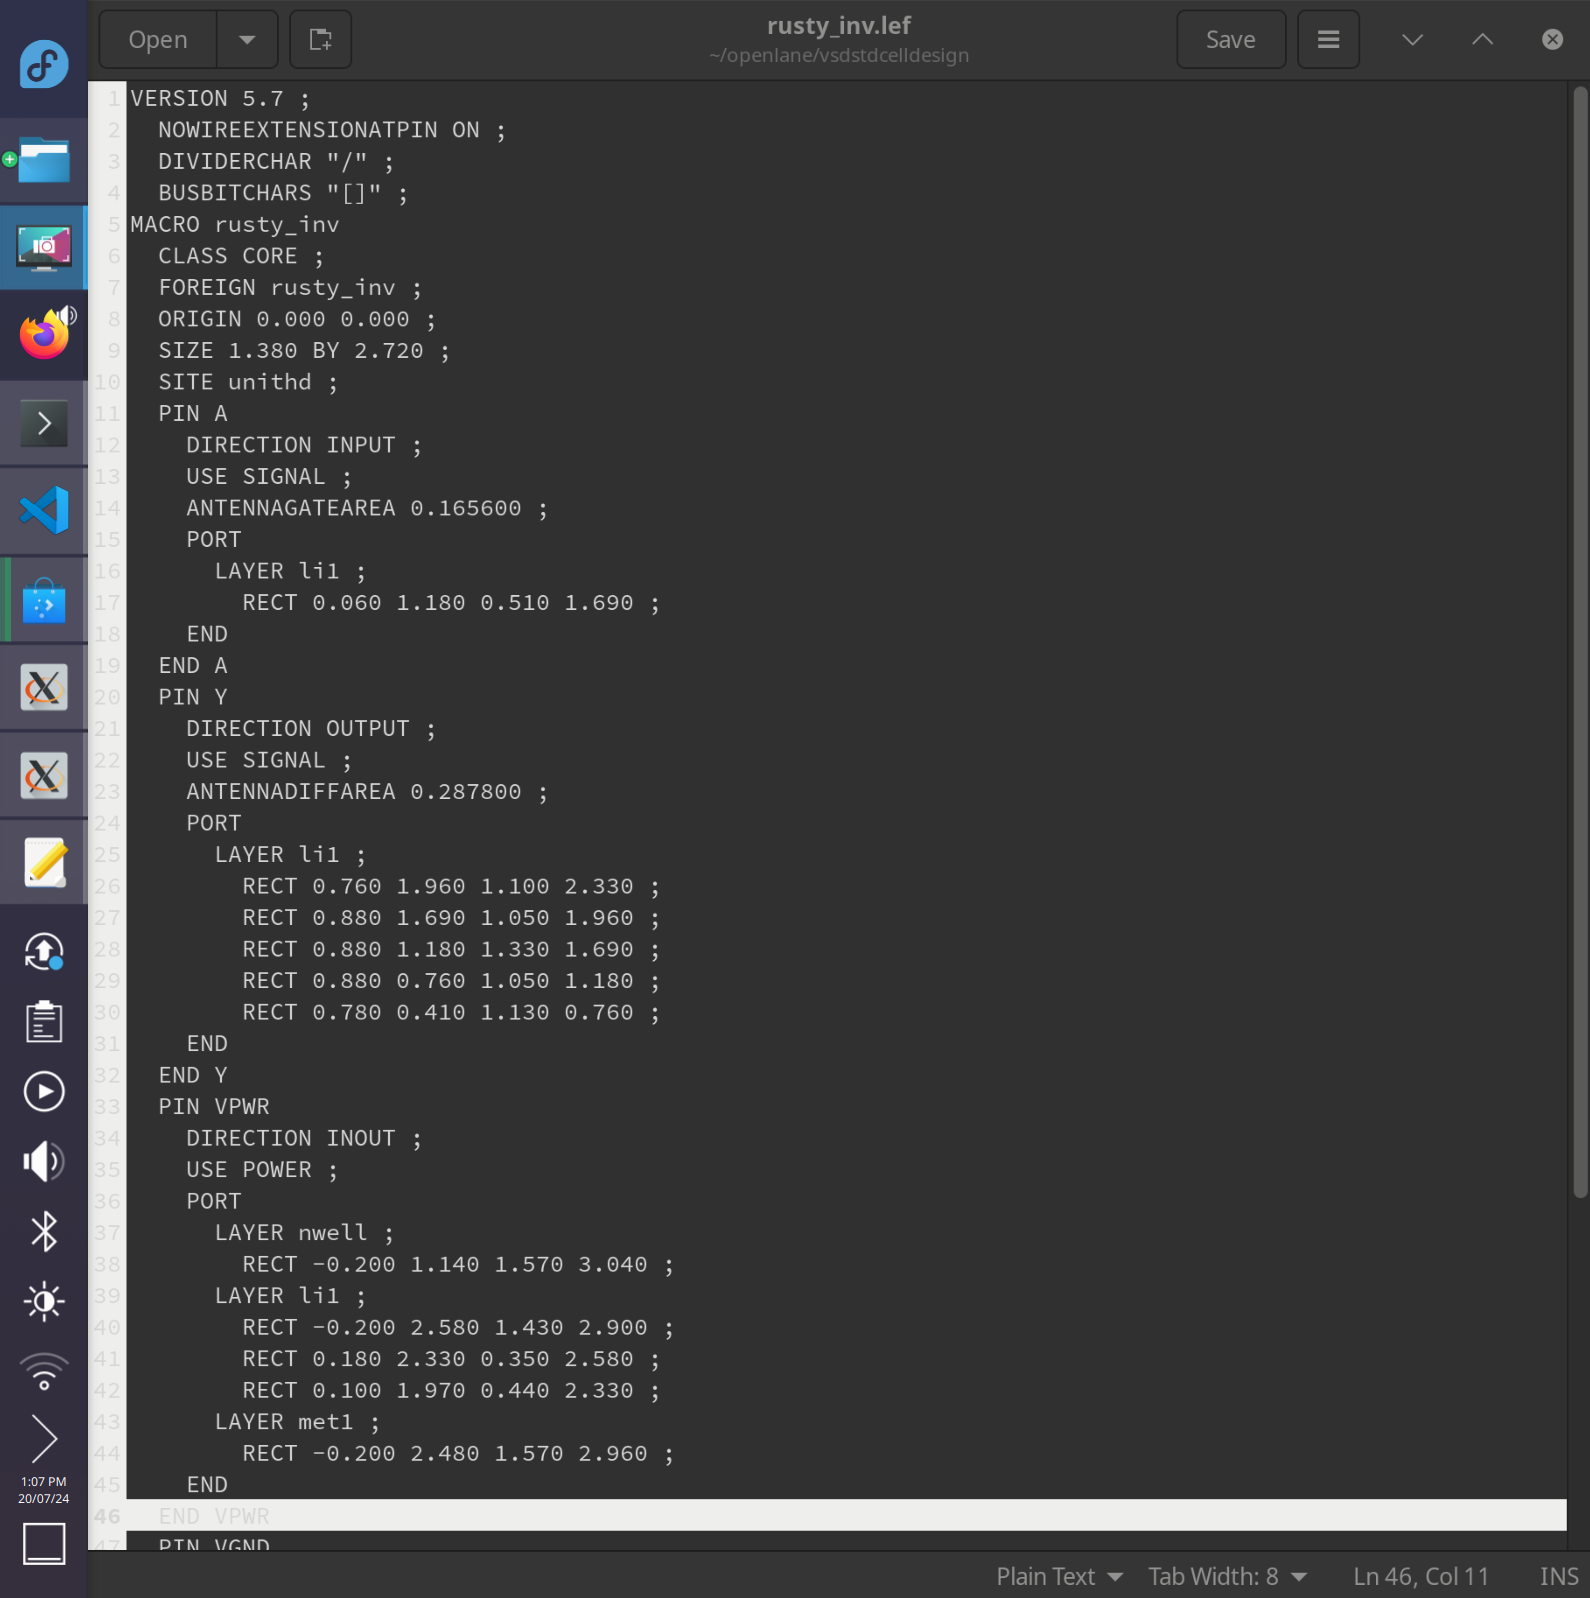 Open
rusty_inv.lef
~/openlane/vsdstdcelldesign
Save
1 VERSION 5.7 ;
2   NOWIREEXTENSIONATPIN ON ;
3   DIVIDERCHAR "/" ;
4   BUSBITCHARS "[]" ;
5 MACRO rusty_inv
6   CLASS CORE ;
7   FOREIGN rusty_inv ;
8   ORIGIN 0.000 0.000 ;
9   SIZE 1.380 BY 2.720 ;
10   SITE unithd ;
11   PIN A
12     DIRECTION INPUT ;
13     USE SIGNAL ;
14     ANTENNAGATEAREA 0.165600 ;
15     PORT
16       LAYER li1 ;
17         RECT 0.060 1.180 0.510 1.690 ;
18     END
19   END A
20   PIN Y
21     DIRECTION OUTPUT ;
22     USE SIGNAL ;
23     ANTENNADIFFAREA 0.287800 ;
24     PORT
25       LAYER li1 ;
26         RECT 0.760 1.960 1.100 2.330 ;
27         RECT 0.880 1.690 1.050 1.960 ;
28         RECT 0.880 1.180 1.330 1.690 ;
29         RECT 0.880 0.760 1.050 1.180 ;
30         RECT 0.780 0.410 1.130 0.760 ;
31     END
32   END Y
33   PIN VPWR
34     DIRECTION INOUT ;
35     USE POWER ;
36     PORT
37       LAYER nwell ;
38         RECT -0.200 1.140 1.570 3.040 ;
39       LAYER li1 ;
40         RECT -0.200 2.580 1.430 2.900 ;
41         RECT 0.180 2.330 0.350 2.580 ;
42         RECT 0.100 1.970 0.440 2.330 ;
43       LAYER met1 ;
44         RECT -0.200 2.480 1.570 2.960 ;
45     END
46   END VPWR
47   PIN VGND
1:07 PM
20/07/24
Plain Text
Tab Width: 8
Ln 46, Col 11
INS